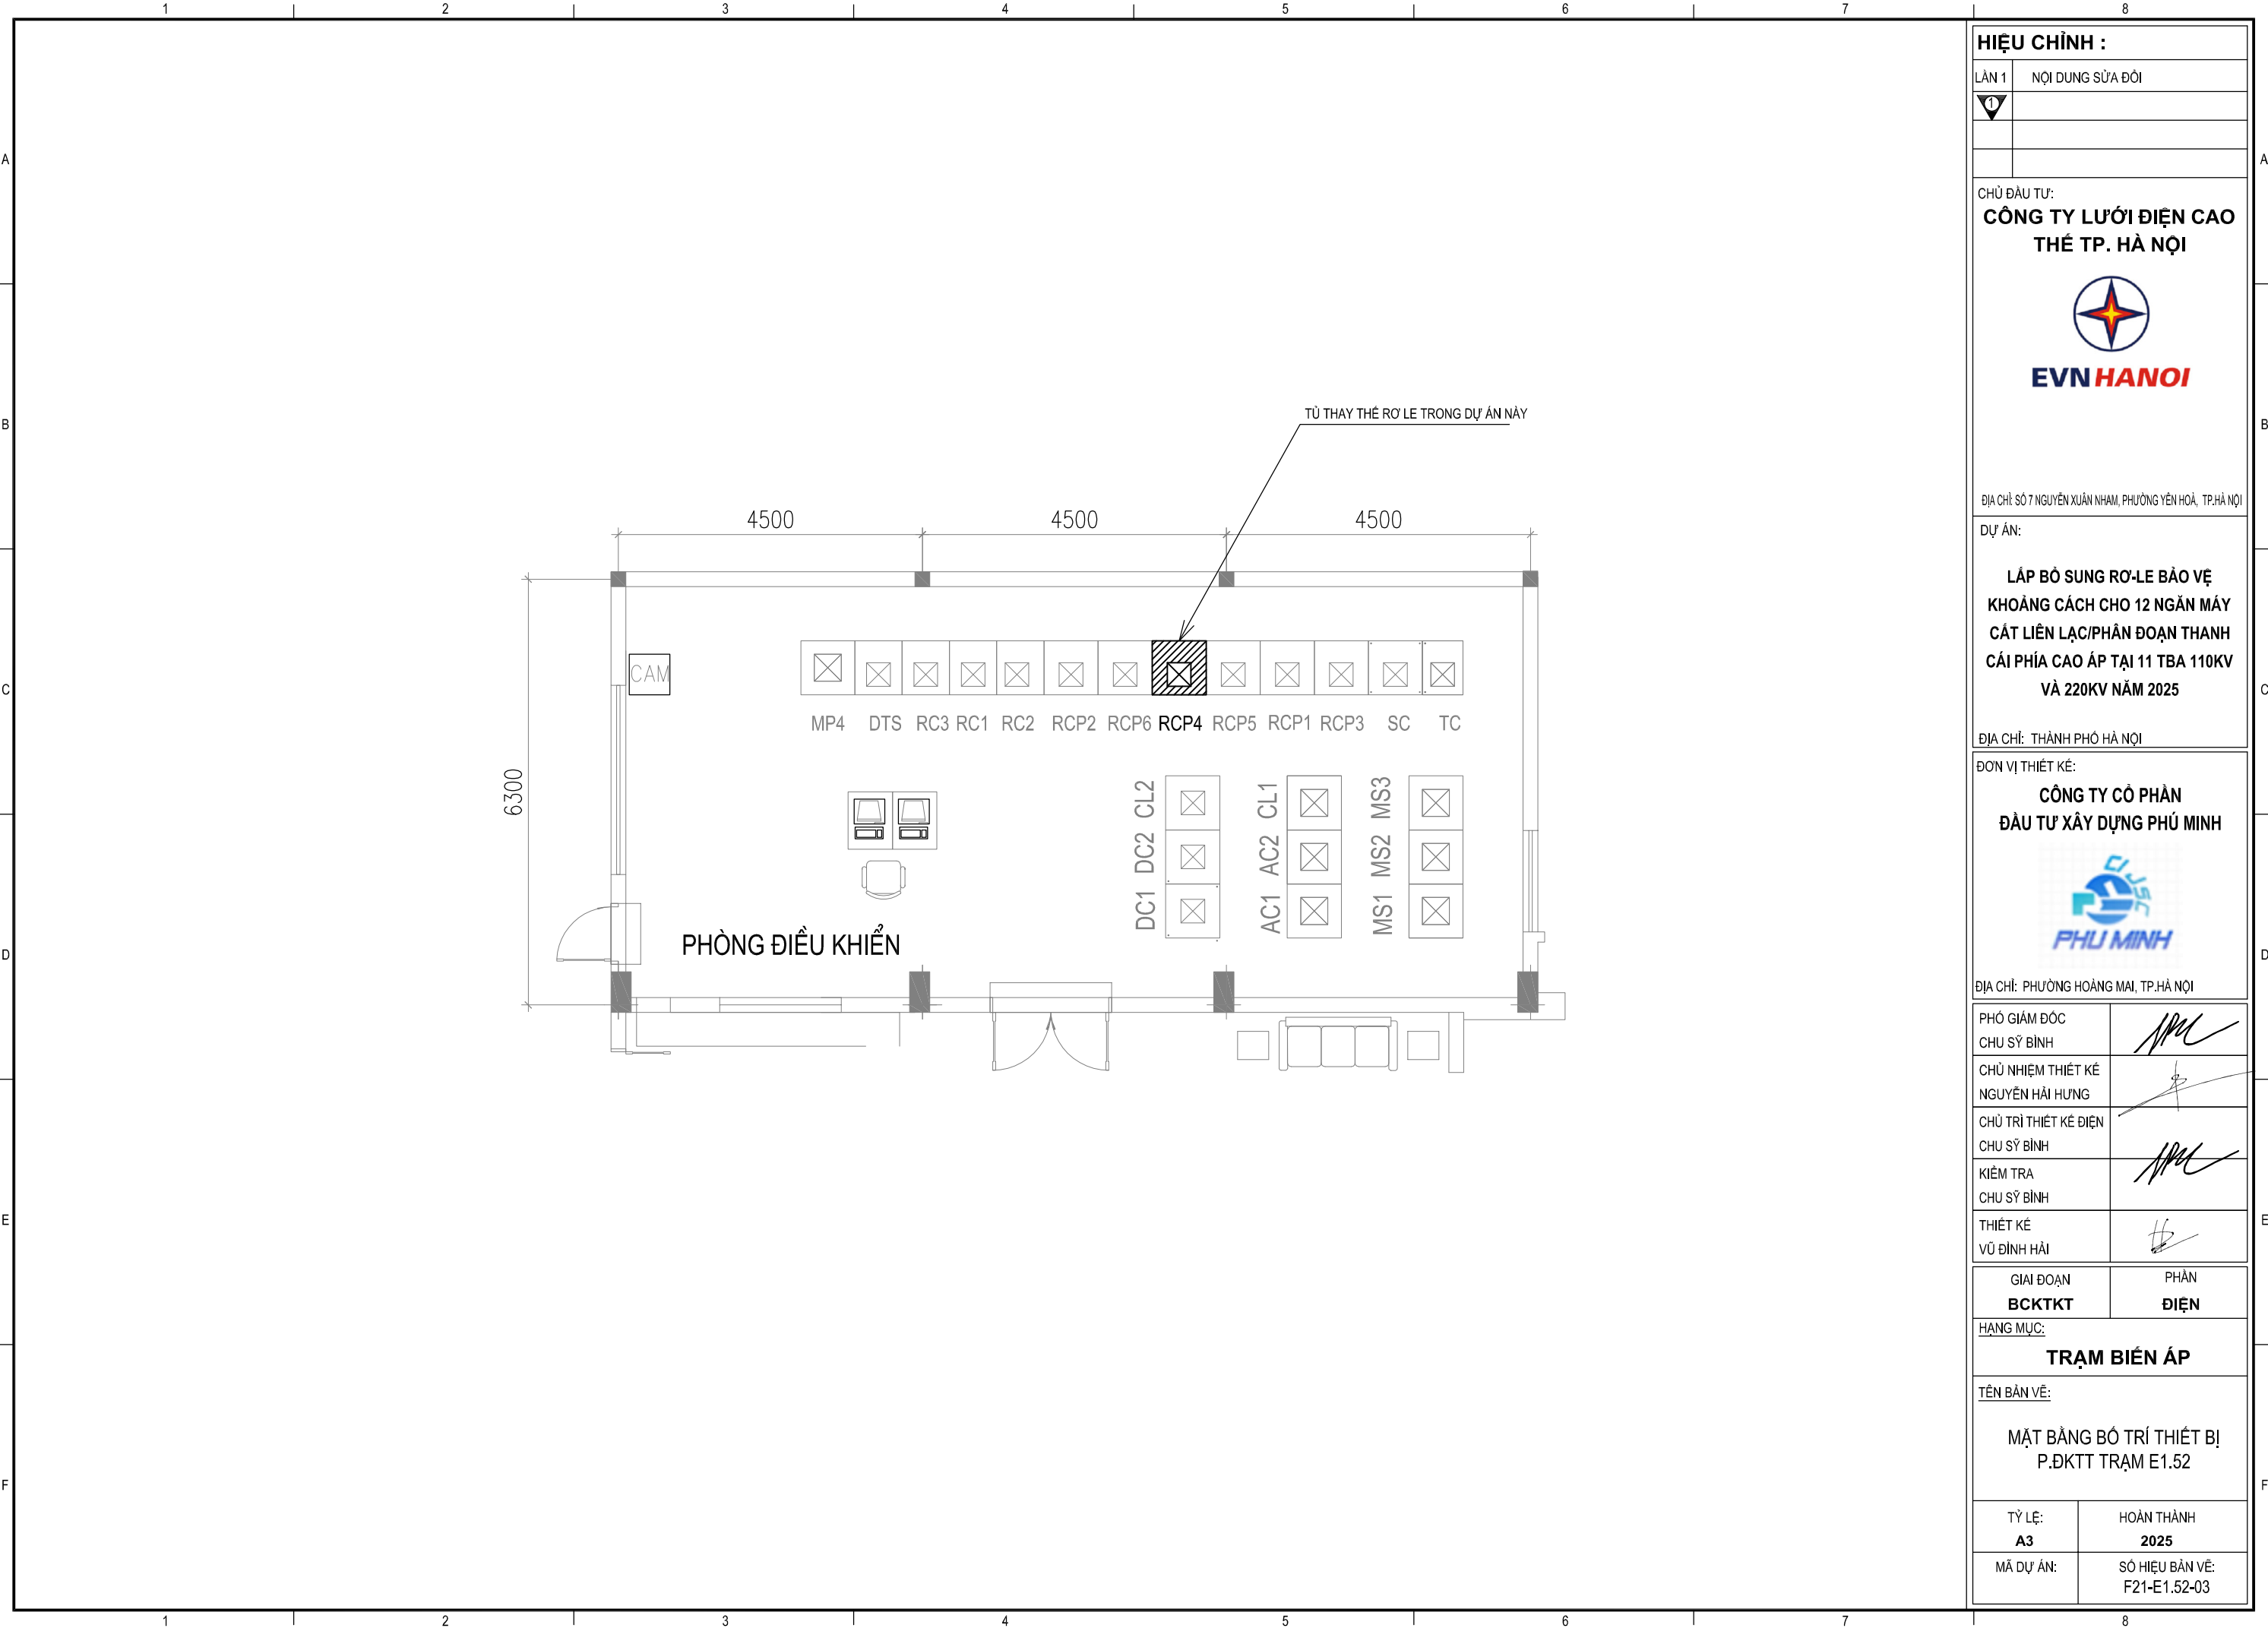 1 2 3 4 5 6 7 8
A A
B B
C C
D D
E E
F F
TỦ THAY THẾ RƠ LE TRONG DỰ ÁN NÀY
4500 4500 4500
6300
CAM
MP4 DTS RC3 RC1 RC2 RCP2 RCP6 RCP4 RCP5 RCP1 RCP3 SC TC
DC1 DC2 CL2
AC1 AC2 CL1
MS1 MS2 MS3
PHÒNG ĐIỀU KHIỂN
HIỆU CHỈNH :
LẦN 1 NỘI DUNG SỬA ĐỔI
1
CHỦ ĐẦU TƯ:
CÔNG TY LƯỚI ĐIỆN CAO
THẾ TP. HÀ NỘI
EVNHANOI
ĐỊA CHỈ: SỐ 7 NGUYỄN XUÂN NHAM, PHƯỜNG YÊN HOÀ, TP.HÀ NỘI
DỰ ÁN:
LẮP BỔ SUNG RƠ-LE BẢO VỆ
KHOẢNG CÁCH CHO 12 NGĂN MÁY
CẮT LIÊN LẠC/PHÂN ĐOẠN THANH
CÁI PHÍA CAO ÁP TẠI 11 TBA 110KV
VÀ 220KV NĂM 2025
ĐỊA CHỈ: THÀNH PHỐ HÀ NỘI
ĐƠN VỊ THIẾT KẾ:
CÔNG TY CỔ PHẦN
ĐẦU TƯ XÂY DỰNG PHÚ MINH
CI.JSC
PHU MINH
ĐỊA CHỈ: PHƯỜNG HOÀNG MAI, TP.HÀ NỘI
PHÓ GIÁM ĐỐC
CHU SỸ BÌNH
CHỦ NHIỆM THIẾT KẾ
NGUYỄN HẢI HƯNG
CHỦ TRÌ THIẾT KẾ ĐIỆN
CHU SỸ BÌNH
KIỂM TRA
CHU SỸ BÌNH
THIẾT KẾ
VŨ ĐÌNH HẢI
GIAI ĐOẠN PHẦN
BCKTKT ĐIỆN
HẠNG MỤC:
TRẠM BIẾN ÁP
TÊN BẢN VẼ:
MẶT BẰNG BỐ TRÍ THIẾT BỊ
P.ĐKTT TRẠM E1.52
TỶ LỆ: HOÀN THÀNH
A3 2025
MÃ DỰ ÁN: SỐ HIỆU BẢN VẼ:
F21-E1.52-03
1 2 3 4 5 6 7 8